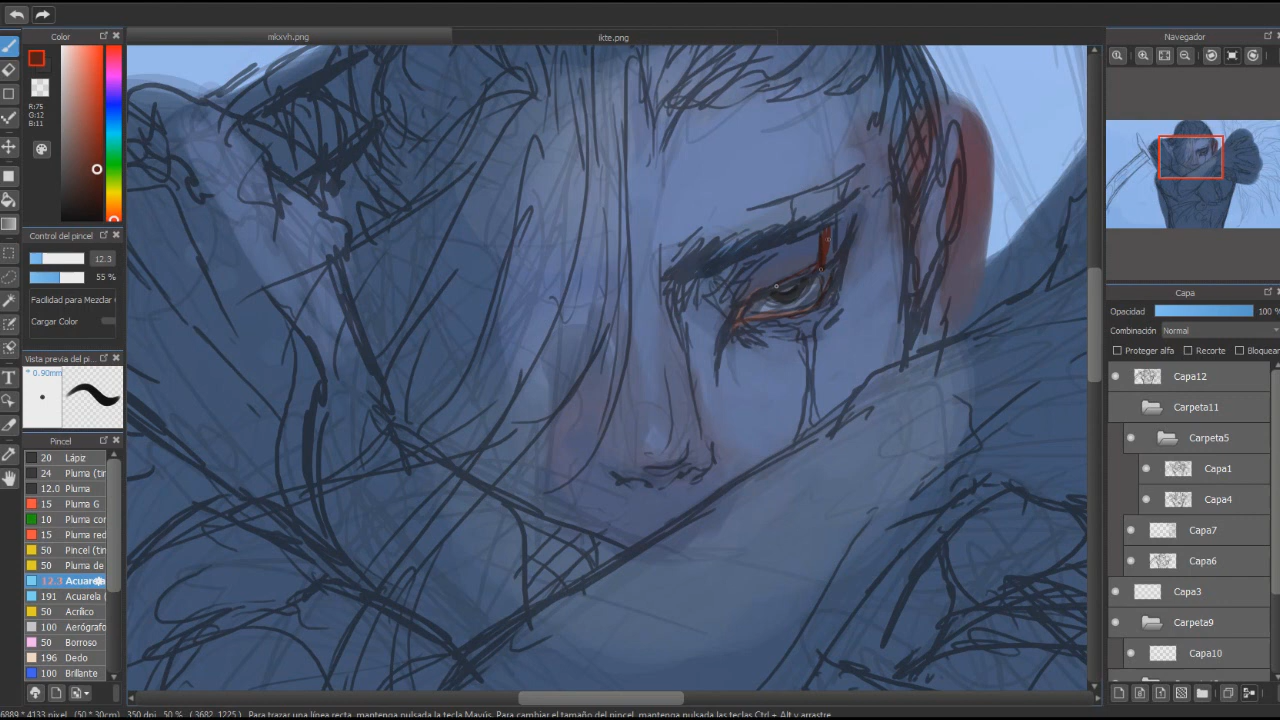 Color
mkxvh.png
ikte.png
Navegador
R:75
G:12
B:11
Control del pincel
12.3
55 %
Facilidad para Mezclar
Cargar Color
Vista previa del pi...
* 0.90mm
Pincel
20 Lápiz
24 Pluma (tin
12.0 Pluma
15 Pluma G
10 Pluma cor
15 Pluma red
50 Pincel (tin
50 Pluma de
12.3 Acuarela
191 Acuarela (
50 Acrílico
100 Aerógrafo
50 Borroso
196 Dedo
100 Brillante
Capa
Opacidad 100 %
Combinación Normal
Proteger alfa Recorte Bloquear
Capa12
Carpeta11
Carpeta5
Capa1
Capa4
Capa7
Capa6
Capa3
Carpeta9
Capa10
6889 * 4133 pixel (50 * 30cm) 350 dpi 50 % ( 3682, 1225 ) Para trazar una línea recta, mantenga pulsada la tecla Mayús. Para cambiar el tamaño del pincel, mantenga pulsada las teclas Ctrl + Alt y arrastre